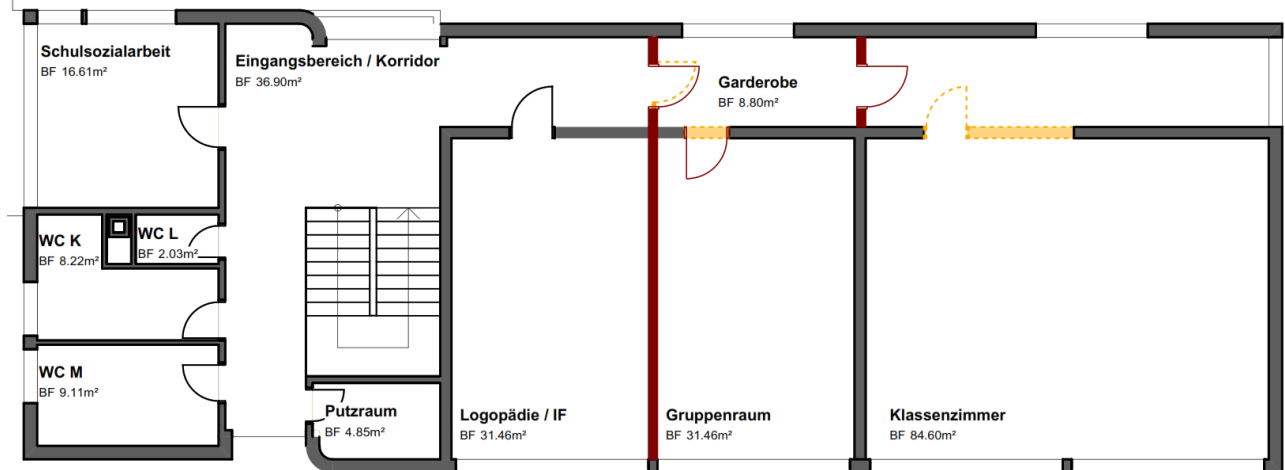 Schulsozialarbeit
BF 16.61m²
Eingangsbereich / Korridor
BF 36.90m²
Garderobe
BF 8.80m²
WC K
BF 8.22m²
WC L
BF 2.03m²
WC M
BF 9.11m²
Putzraum
BF 4.85m²
Logopädie / IF
BF 31.46m²
Gruppenraum
BF 31.46m²
Klassenzimmer
BF 84.60m²